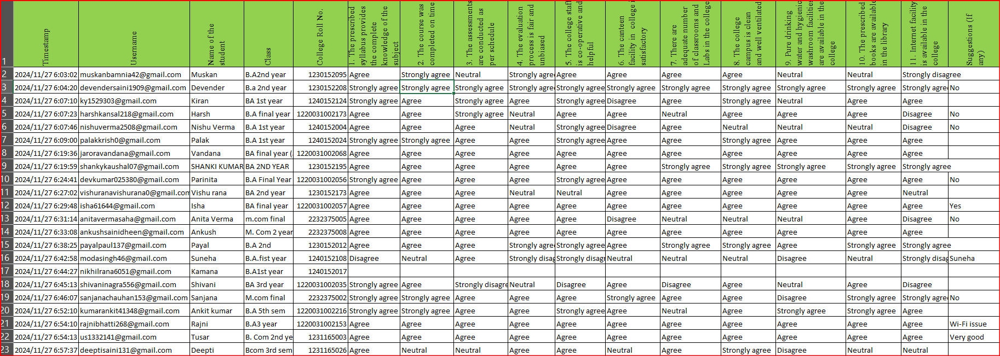 1 Timestamp Username Name of the student Class College Roll No. 1. The prescribed syllabus provides the complete knowledge of the subject 2. The course was completed on time 3. The assessments are conducted as per schedule 4. The evaluation process is fair and unbiased 5. The college staff is co-operative and helpful 6. The canteen facility in college i satisfactory 7. There are adequate number of classrooms and Labs in the college 8. The college campus is clean and well ventilated 9. Pure drinking water and hygienic washroom facilities are available in the college 10. The prescribed books are available in the library 11. Internet facility is available in the college Suggestions (If any)
2 2024/11/27 6:03:02 muskanbamnia42@gmail.com Muskan B.A2nd year 1230152095 Agree Strongly agree Neutral Strongly agre Agree Agree Agree Agree Neutral Neutral Strongly disagree
3 2024/11/27 6:04:20 devendersaini1909@gmail.com Devender B.a 2nd year 1230152208 Strongly agree Strongly agree Strongly agree Strongly agre Strongly agree Strongly agree Strongly agree Strongly agree Strongly agree Strongly agree Strongly agre No
4 2024/11/27 6:07:10 ky1529303@gmail.com Kiran BA 1st year 1240152124 Strongly agree Agree Strongly agree Agree Strongly agree Disagree Agree Strongly agree Neutral Agree Agree
5 2024/11/27 6:07:23 harshkansal218@gmail.com Harsh B.A final year 1220031002173 Agree Agree Strongly agree Neutral Agree Agree Neutral Agree Agree Agree Disagree No
6 2024/11/27 6:07:46 nishuverma2508@gmail.com Nishu Verma B.A 1st year 1240152004 Agree Agree Agree Neutral Strongly agree Disagree Agree Neutral Neutral Neutral Disagree No
7 2024/11/27 6:09:00 palakkrish0@gmail.com Palak B.A 1st year 1240152024 Strongly agree Strongly agree Agree Agree Agree Agree Agree Strongly agree Agree Agree Agree
8 2024/11/27 6:19:36 jaroravandana@gmail.com Vandana BA final year ( 1220031002068 Agree Agree Agree Agree Agree Agree Agree Agree Agree Agree Agree
9 2024/11/27 6:19:59 shankykaushal07@gmail.com SHANKI KUMAR BA 2ND YEAR 1230152195 Agree Agree Agree Agree Agree Agree Strongly agree Strongly agree Strongly agree Strongly agree Strongly agree
10 2024/11/27 6:24:41 devkumar025380@gmail.com Parinita B.A Final Year 1220031002056 Strongly agree Agree Agree Agree Strongly agree Agree Agree Agree Agree Agree Agree No
11 2024/11/27 6:27:02 vishuranavishurana0@gmail.com Vishu rana BA 2nd year 1230152173 Agree Agree Agree Neutral Neutral Agree Agree Agree Agree Agree Neutral
12 2024/11/27 6:29:48 isha61644@gmail.com Isha BA final year 1220031002057 Agree Agree Agree Agree Agree Agree Agree Agree Agree Agree Agree Yes
13 2024/11/27 6:31:14 anitavermasaha@gmail.com Anita Verma m.com final 2232375005 Agree Agree Agree Agree Agree Disagree Neutral Neutral Neutral Agree Disagree No
14 2024/11/27 6:33:08 ankushsainidheen@gmail.com Ankush M. Com 2 year 2232375008 Agree Agree Agree Agree Agree Agree Agree Agree Agree Agree Agree
15 2024/11/27 6:38:25 payalpaul137@gmail.com Payal B.A 2nd 1230152012 Agree Agree Agree Strongly agre Strongly agree Agree Strongly agree Strongly agree Agree Strongly agree Strongly agree
16 2024/11/27 6:42:58 modasingh46@gmail.com Suneha B.A.fist year 1240152108 Disagree Neutral Agree Strongly disag Strongly disagr Neutral Neutral Neutral Disagree Neutral Strongly disag Suneha
17 2024/11/27 6:44:27 nikhilrana6051@gmail.com Kamana B.A1st year 1240152017
18 2024/11/27 6:45:13 shivaninagra556@gmail.com Shivani BA 3rd year 1220031002035 Strongly agree Agree Strongly disagre Neutral Disagree Agree Disagree Agree Neutral Agree Disagree
19 2024/11/27 6:46:07 sanjanachauhan153@gmail.com Sanjana M.com final 2232375002 Strongly agree Strongly agree Agree Agree Agree Strongly agree Agree Agree Disagree Strongly agree Strongly agre No
20 2024/11/27 6:52:10 kumarankit41348@gmail.com Ankit kumar B.A 5th sem 1220031002216 Strongly agree Strongly agree Agree Agree Strongly agree Agree Neutral Agree Strongly agree Strongly agree Agree
21 2024/11/27 6:54:10 rajnibhatti268@gmail.com Rajni B.A3 year 1220031002153 Agree Agree Agree Agree Agree Agree Agree Agree Agree Agree Agree Wi-Fi issue
22 2024/11/27 6:54:13 us1332141@gmail.com Tusar B. Com 2nd ye 1231165003 Agree Agree Agree Agree Agree Agree Agree Agree Agree Agree Agree Very good
23 2024/11/27 6:57:37 deeptisaini131@gmail.com Deepti Bcom 3rd sem 1231165026 Agree Neutral Neutral Agree Agree Neutral Agree Strongly agree Disagree Neutral Neutral